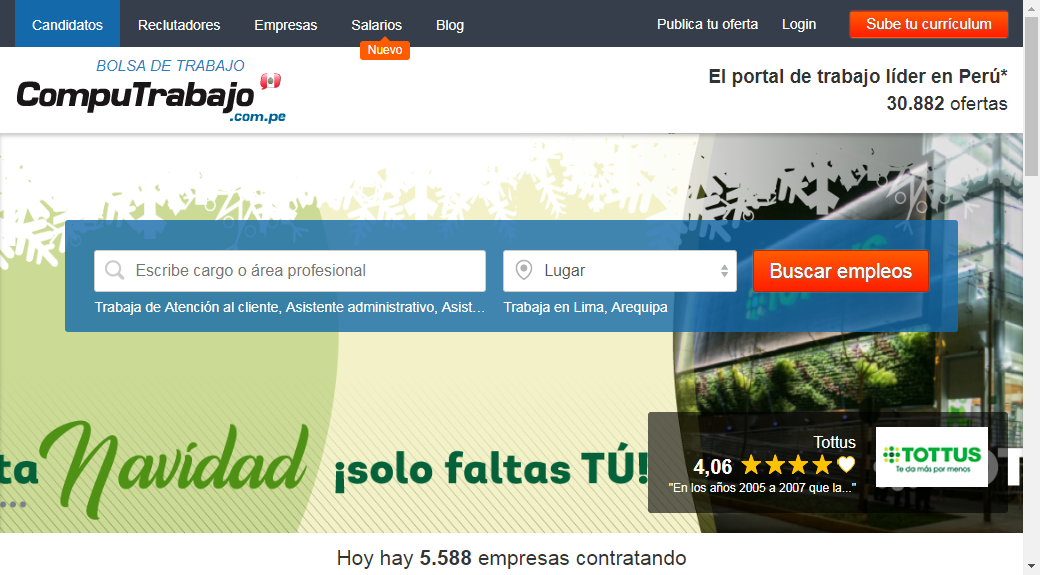 Candidatos Reclutadores Empresas Salarios Blog Publica tu oferta Login Sube tu currículum
Nuevo
BOLSA DE TRABAJO
CompuTrabajo
.com.pe
El portal de trabajo líder en Perú*
30.882 ofertas
Escribe cargo o área profesional Lugar Buscar empleos
Trabaja de Atención al cliente, Asistente administrativo, Asist... Trabaja en Lima, Arequipa
ta Navidad ¡solo faltas TÚ!
Tottus
4,06
"En los años 2005 a 2007 que la..."
TOTTUS
Te da más por menos
Hoy hay 5.588 empresas contratando